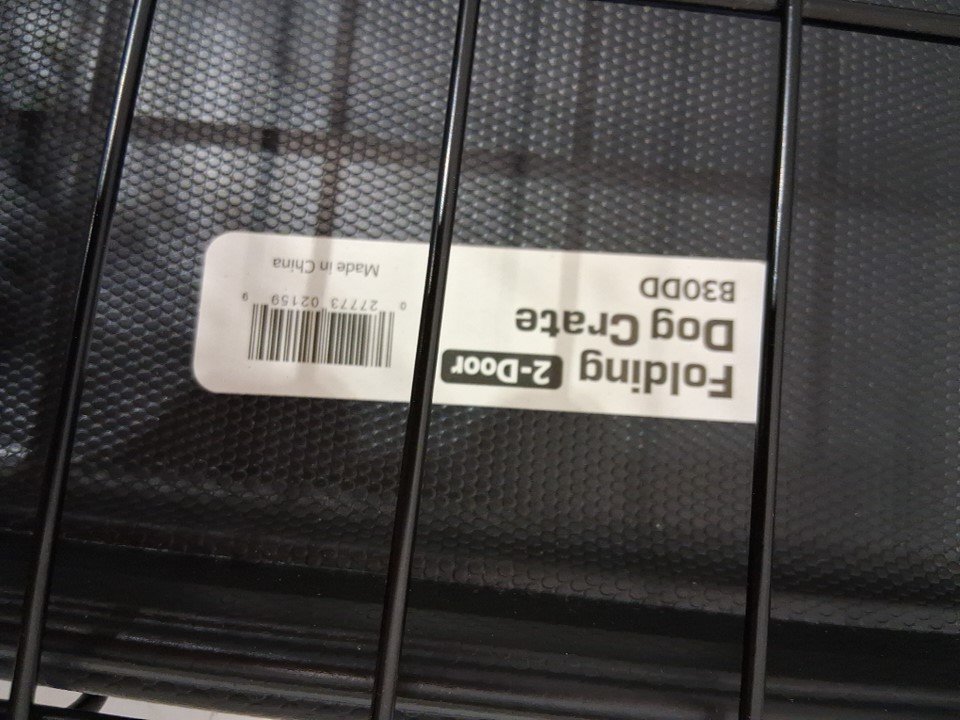 Folding 2-Door
Dog Crate
B30DD
0 27773 02159 9
Made in China